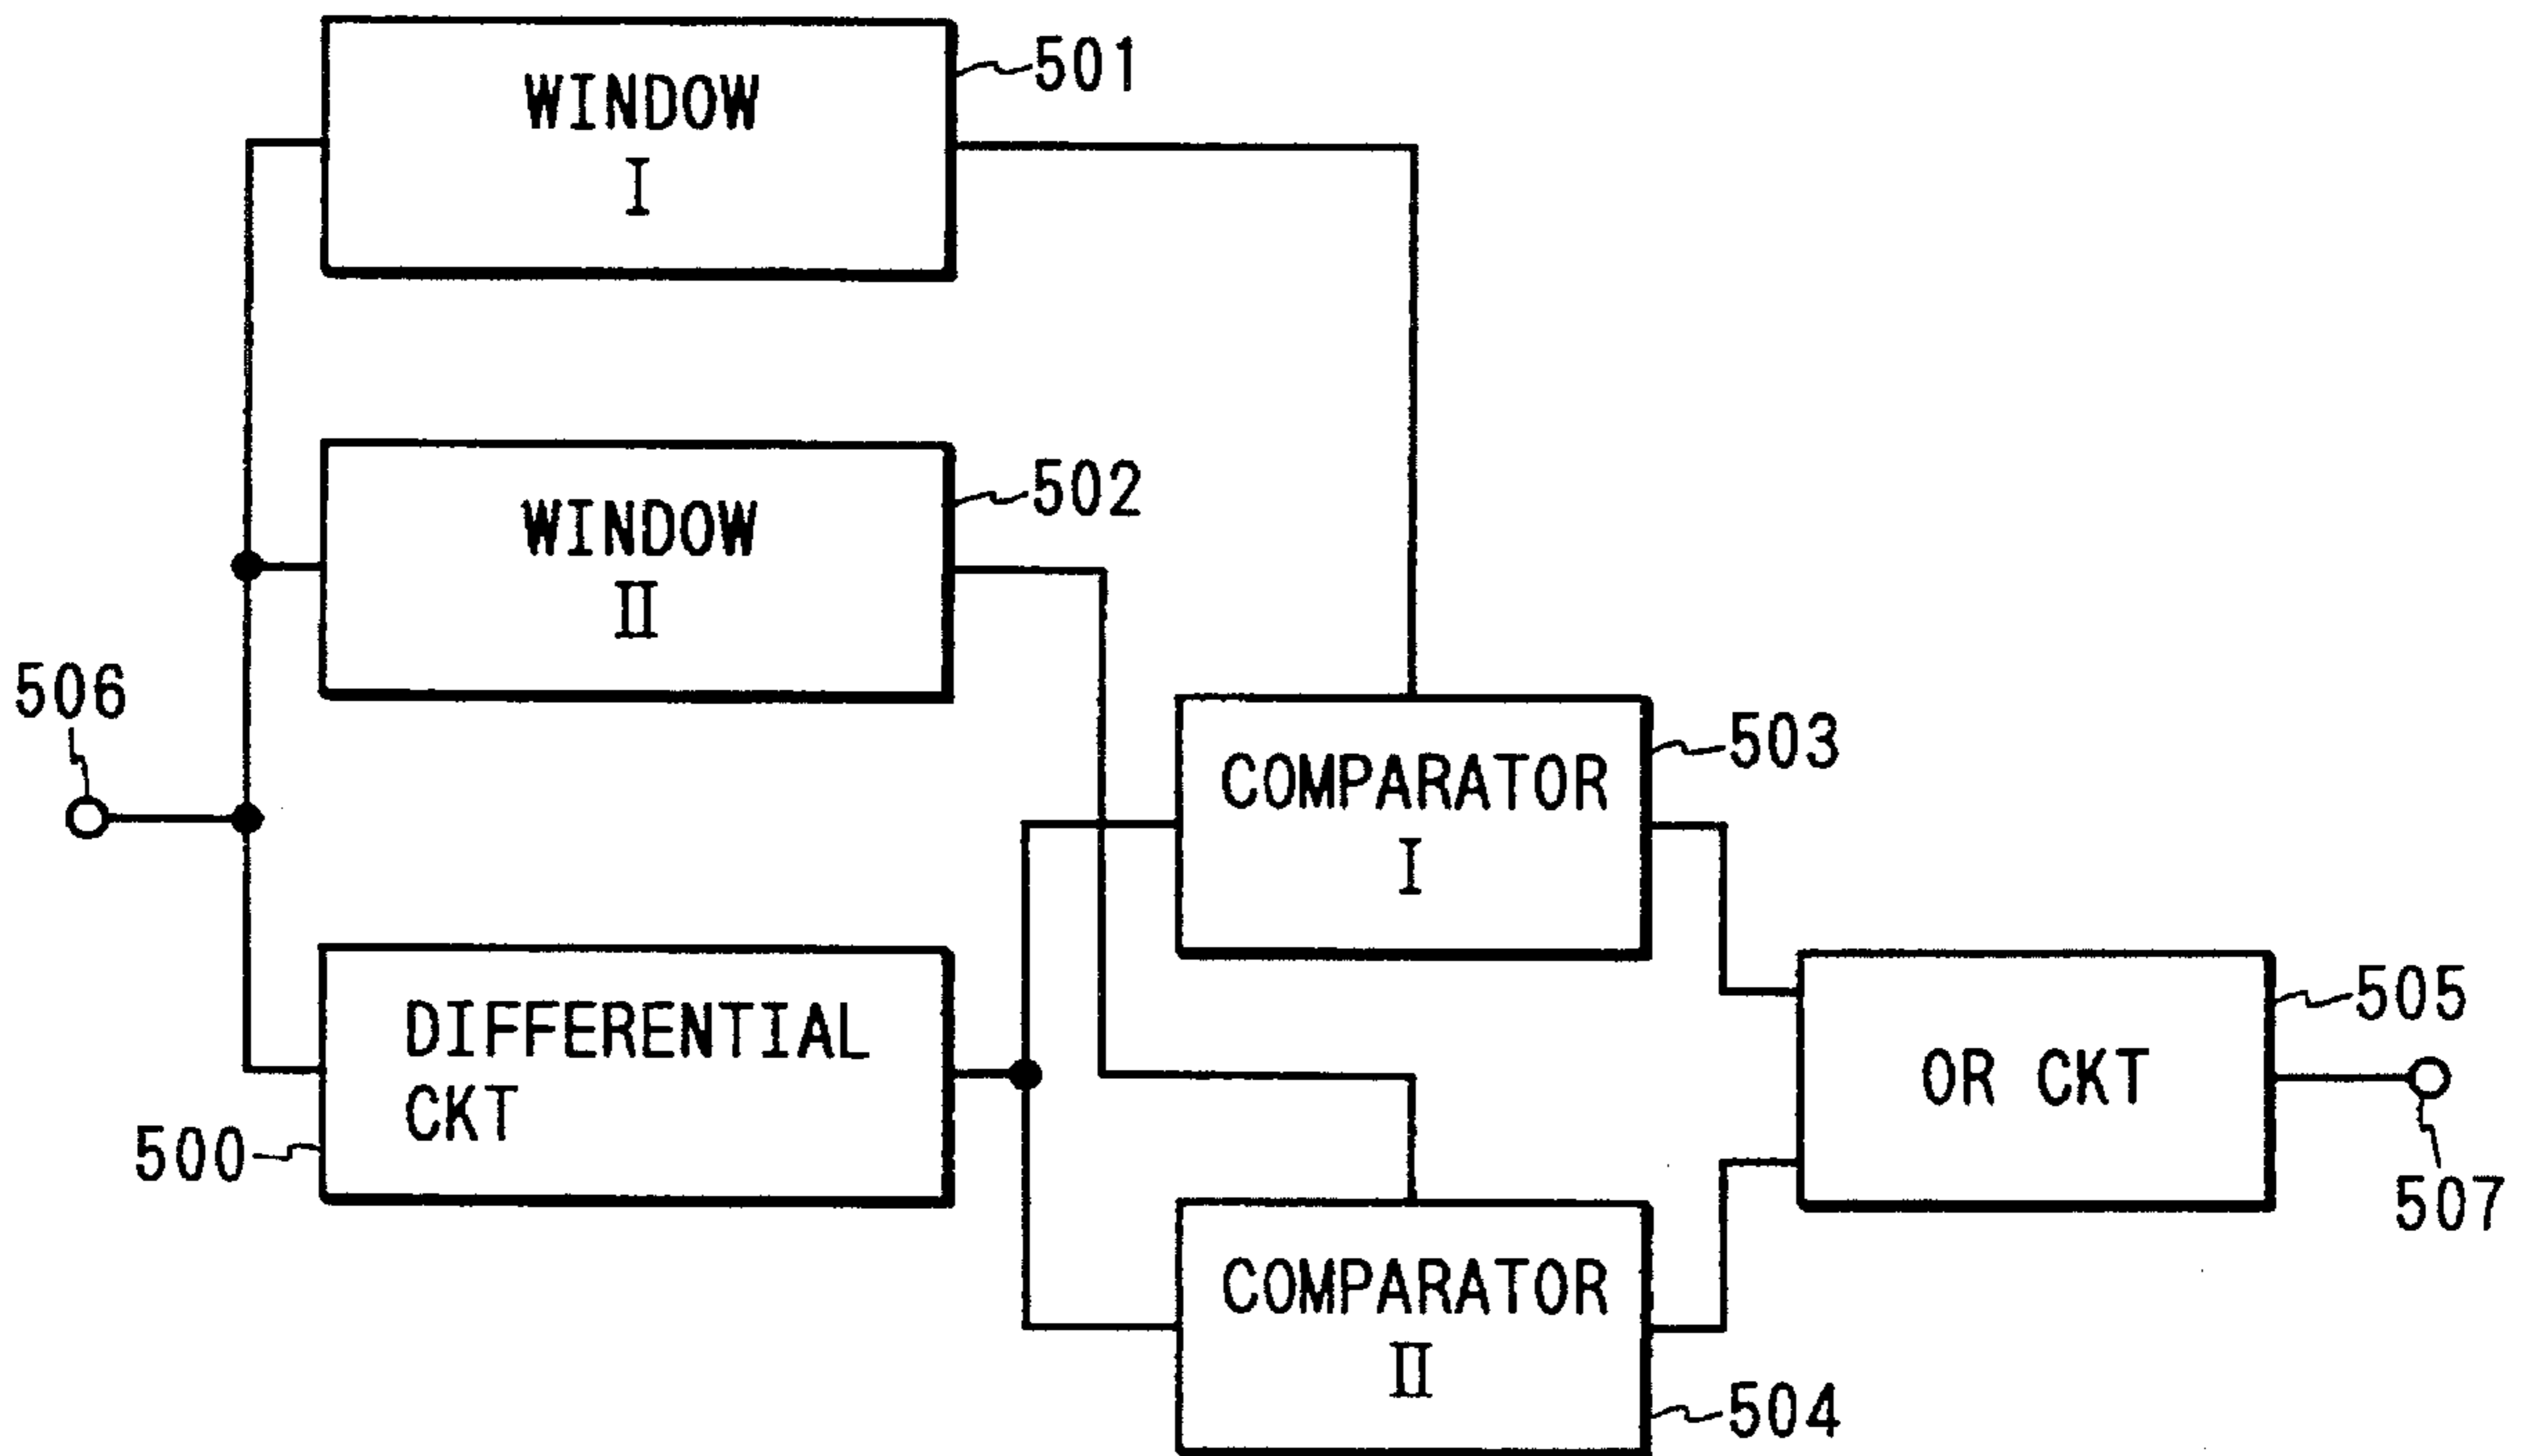 WINDOW
I
501
WINDOW
II
502
506
COMPARATOR
I
503
DIFFERENTIAL
CKT
500
OR CKT
505
507
COMPARATOR
II
504